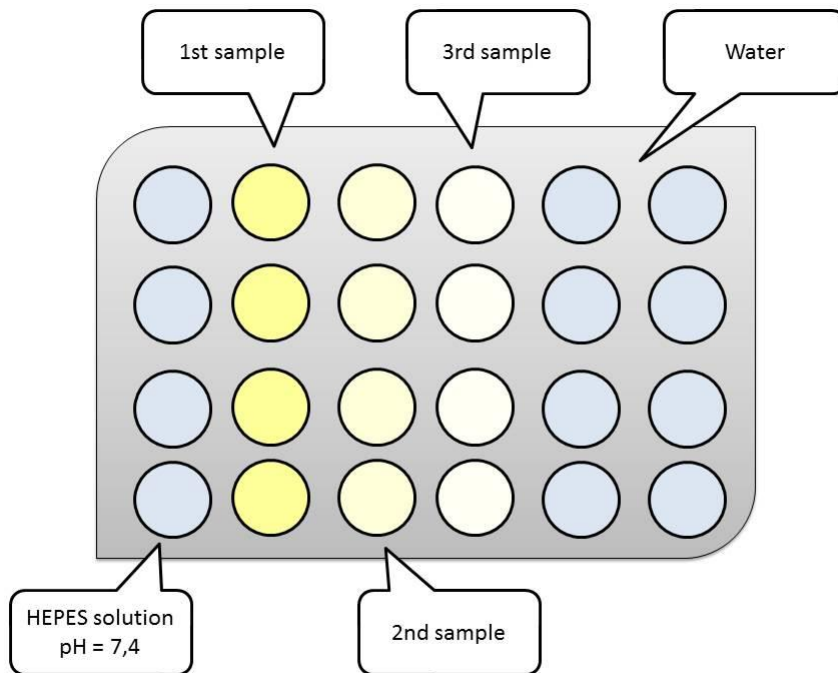 1st sample
3rd sample
Water
HEPES solution
pH = 7,4
2nd sample